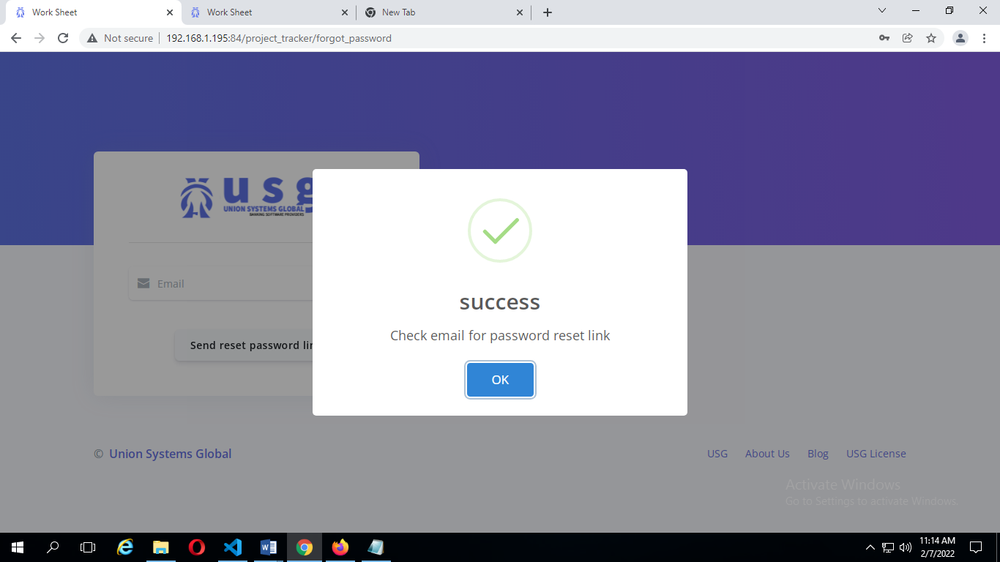 Work Sheet
Work Sheet
New Tab
Not secure
192.168.1.195:84/project_tracker/forgot_password
usg
UNION SYSTEMS GLOBAL
BANKING SOFTWARE PROVIDERS
success
Email
Check email for password reset link
Send reset password lin
OK
© Union Systems Global
USG About Us Blog USG License
Activate Windows
Go to Settings to activate Windows.
11:14 AM
2/7/2022